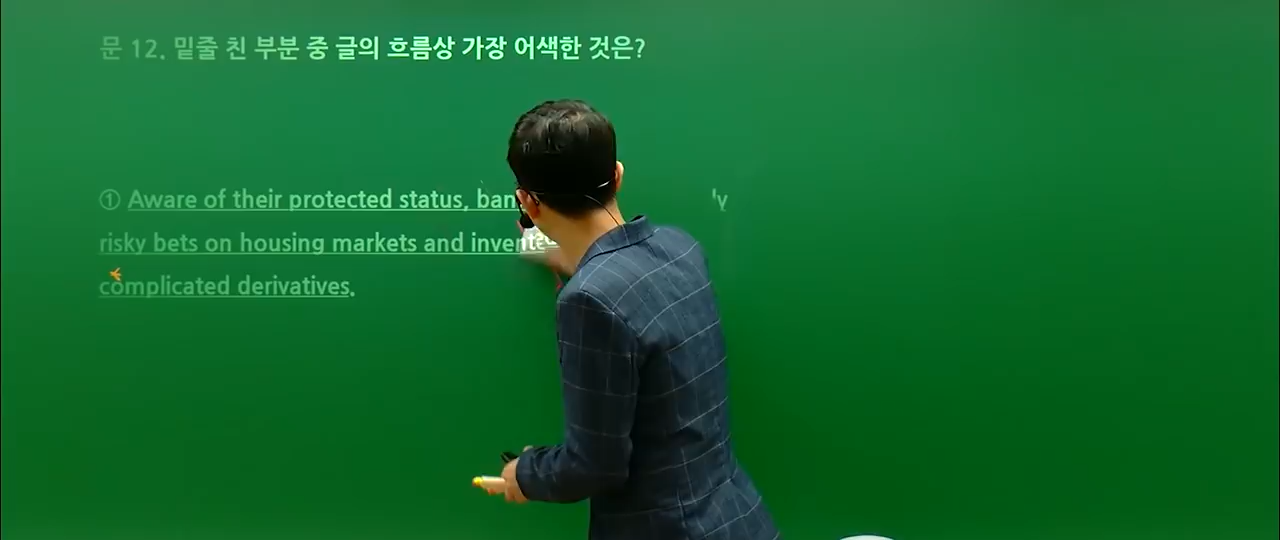 문 12. 밑줄 친 부분 중 글의 흐름상 가장 어색한 것은?
① Aware of their protected status,
risky bets on housing markets and
complicated derivatives.